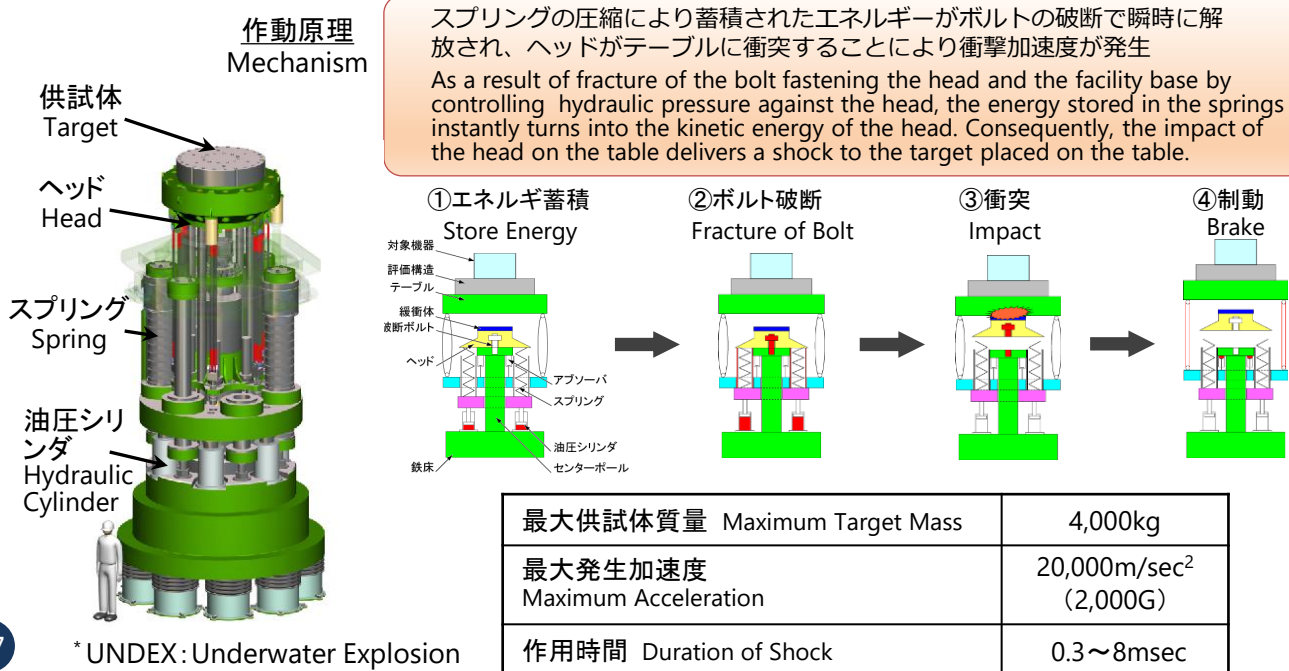 作動原理
Mechanism
スプリングの圧縮により蓄積されたエネルギーがボルトの破断で瞬時に解
放され、ヘッドがテーブルに衝突することにより衝撃加速度が発生
As a result of fracture of the bolt fastening the head and the facility base by
controlling hydraulic pressure against the head, the energy stored in the springs
instantly turns into the kinetic energy of the head. Consequently, the impact of
the head on the table delivers a shock to the target placed on the table.
供試体
Target
ヘッド
Head
スプリング
Spring
油圧シリ
ンダ
Hydraulic
Cylinder
①エネルギ蓄積
Store Energy
②ボルト破断
Fracture of Bolt
③衝突
Impact
④制動
Brake
対象機器
評価構造
テーブル
緩衝体
破断ボルト
ヘッド
アブソーバ
スプリング
油圧シリンダ
鉄床
センターポール
最大供試体質量 Maximum Target Mass 4,000kg
最大発生加速度
Maximum Acceleration
20,000m/sec²
(2,000G)
作用時間 Duration of Shock 0.3~8msec
7
*UNDEX:Underwater Explosion